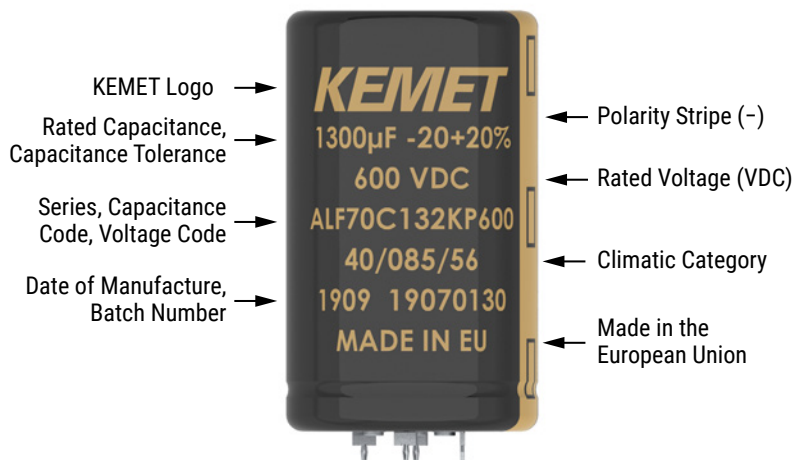 KEMET Logo
Rated Capacitance,
Capacitance Tolerance
Series, Capacitance
Code, Voltage Code
Date of Manufacture,
Batch Number
KEMET
1300µF -20+20%
600 VDC
ALF70C132KP600
40/085/56
1909 19070130
MADE IN EU
Polarity Stripe (−)
Rated Voltage (VDC)
Climatic Category
Made in the
European Union